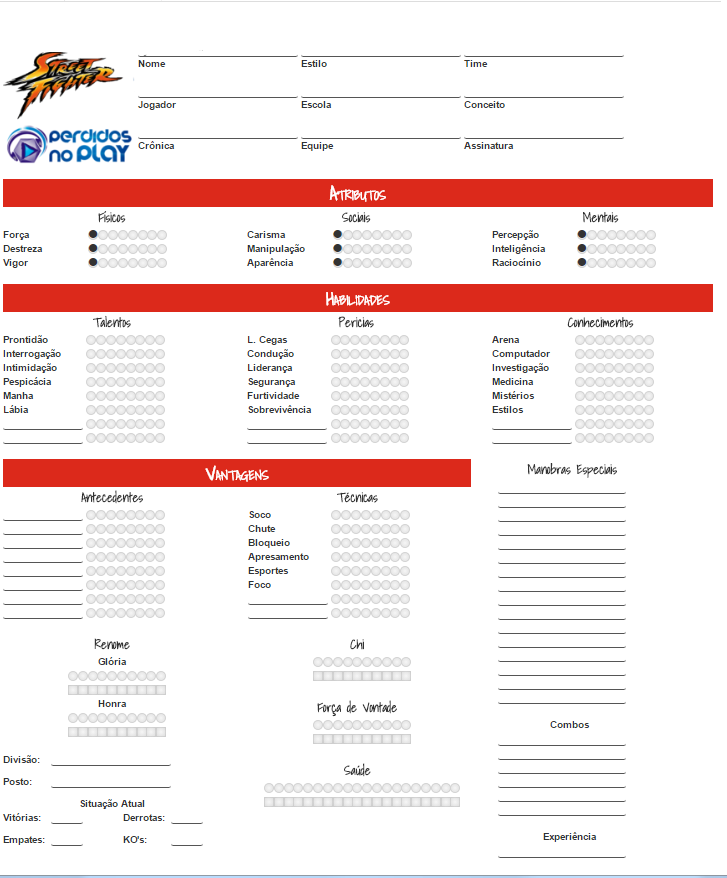 STREET FIGHTER
perdidos no play
Nome Estilo Time
Jogador Escola Conceito
Crônica Equipe Assinatura
Atributos
Físicos Sociais Mentais
Força Carisma Percepção
Destreza Manipulação Inteligência
Vigor Aparência Raciocínio
Habilidades
Talentos Perícias Conhecimentos
Prontidão L. Cegas Arena
Interrogação Condução Computador
Intimidação Liderança Investigação
Pespicácia Segurança Medicina
Manha Furtividade Mistérios
Lábia Sobrevivência Estilos
Vantagens
Manobras Especiais
Antecedentes Técnicas
Soco
Chute
Bloqueio
Apresamento
Esportes
Foco
Renome Chi
Glória
Honra
Força de Vontade
Combos
Divisão:
Saúde
Posto:
Situação Atual
Vitórias: Derrotas:
Empates: KO's:
Experiência